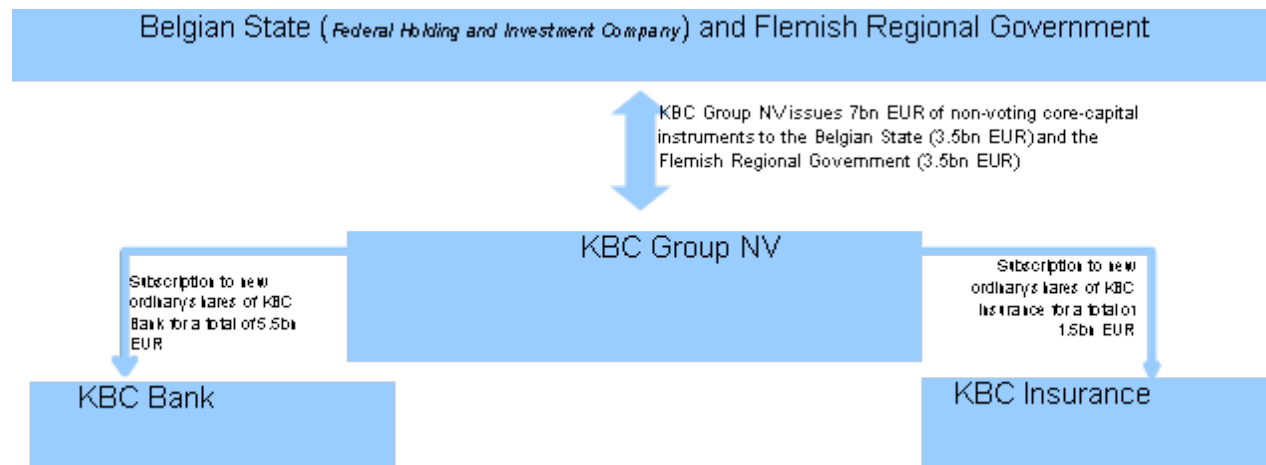 Belgian State (Federal Holding and Investment Company) and Flemish Regional Government
KBC Group NV issues 7bn EUR of non-voting core-capital
instruments to the Belgian State (3.5bn EUR) and the
Flemish Regional Government (3.5bn EUR)
KBC Group NV
Subscription to new
ordinary shares of KBC
Bank for a total of 5.5bn
EUR
Subscription to new
ordinary shares of KBC
Insurance for a total of
1.5bn EUR
KBC Bank
KBC Insurance